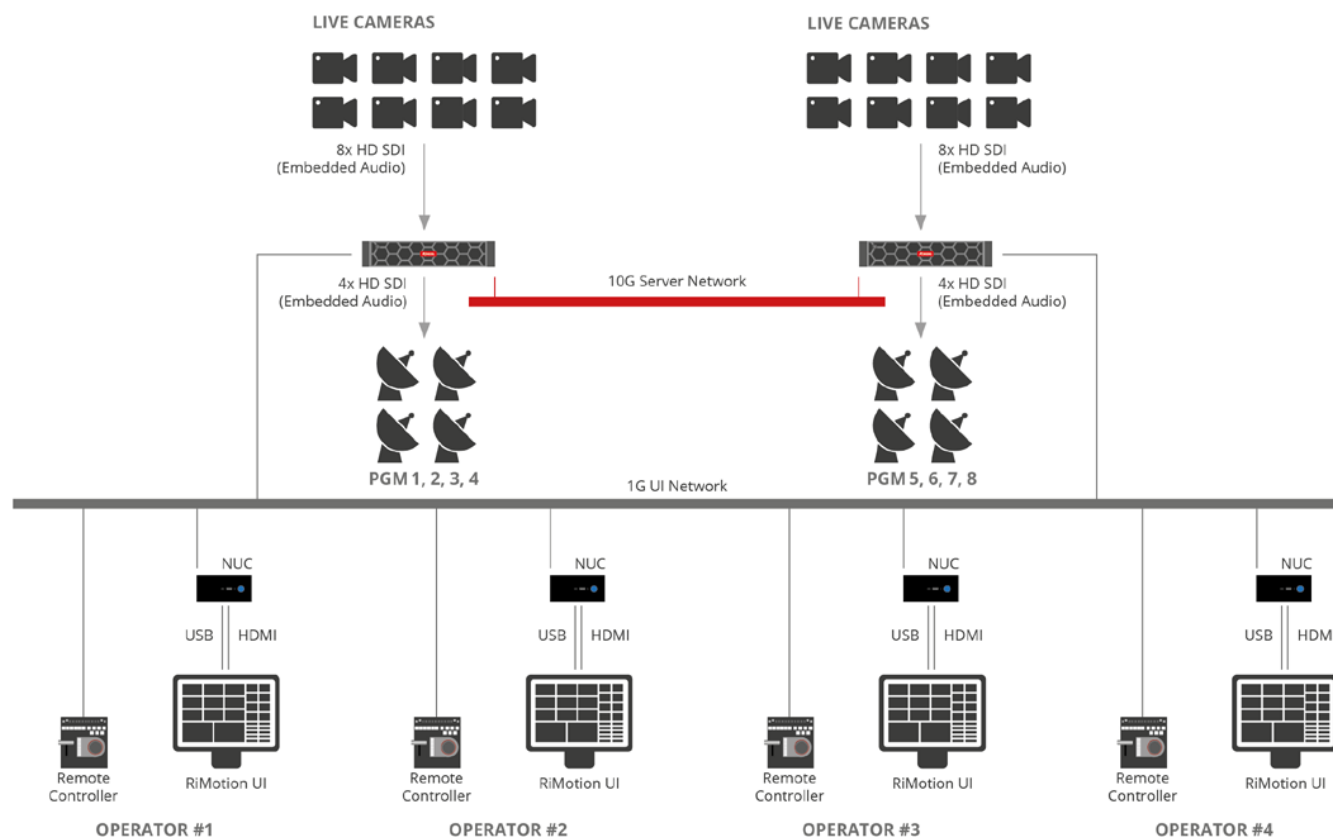 LIVE CAMERAS
LIVE CAMERAS
8x HD SDI
(Embedded Audio)
8x HD SDI
(Embedded Audio)
4x HD SDI
(Embedded Audio)
10G Server Network
4x HD SDI
(Embedded Audio)
PGM 1, 2, 3, 4
PGM 5, 6, 7, 8
1G UI Network
NUC
NUC
NUC
NUC
USB HDMI
USB HDMI
USB HDMI
USB HDMI
Remote
Controller
RiMotion UI
Remote
Controller
RiMotion UI
Remote
Controller
RiMotion UI
Remote
Controller
RiMotion UI
OPERATOR #1
OPERATOR #2
OPERATOR #3
OPERATOR #4